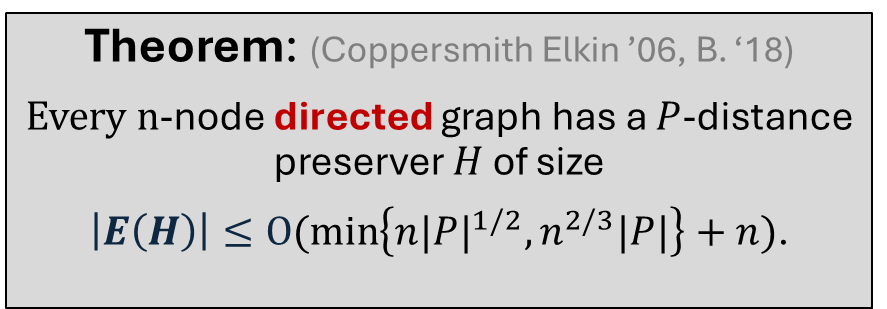 Theorem: (Coppersmith Elkin ’06, B. ‘18)
Every n-node directed graph has a P-distance
preserver H of size
|E(H)| ≤ O(min{n|P|^{1/2}, n^{2/3}|P|} + n).